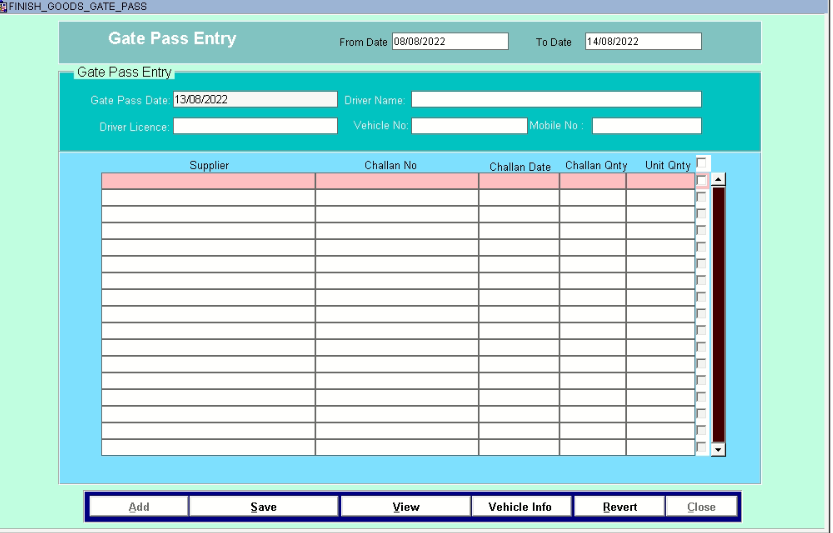 FINISH_GOODS_GATE_PASS
Gate Pass Entry From Date 08/08/2022 To Date 14/08/2022
Gate Pass Entry
Gate Pass Date: 13/08/2022 Driver Name:
Driver Licence: Vehicle No: Mobile No :
Supplier Challan No Challan Date Challan Qnty Unit Qnty
Add Save View Vehicle Info Revert Close